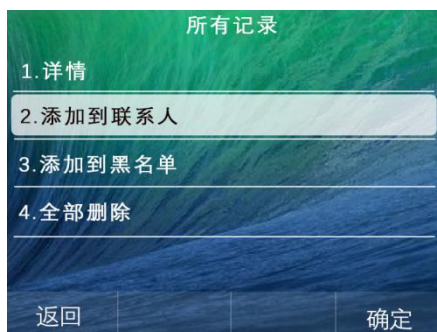 所有记录
1.详情
2.添加到联系人
3.添加到黑名单
4.全部删除
返回
确定